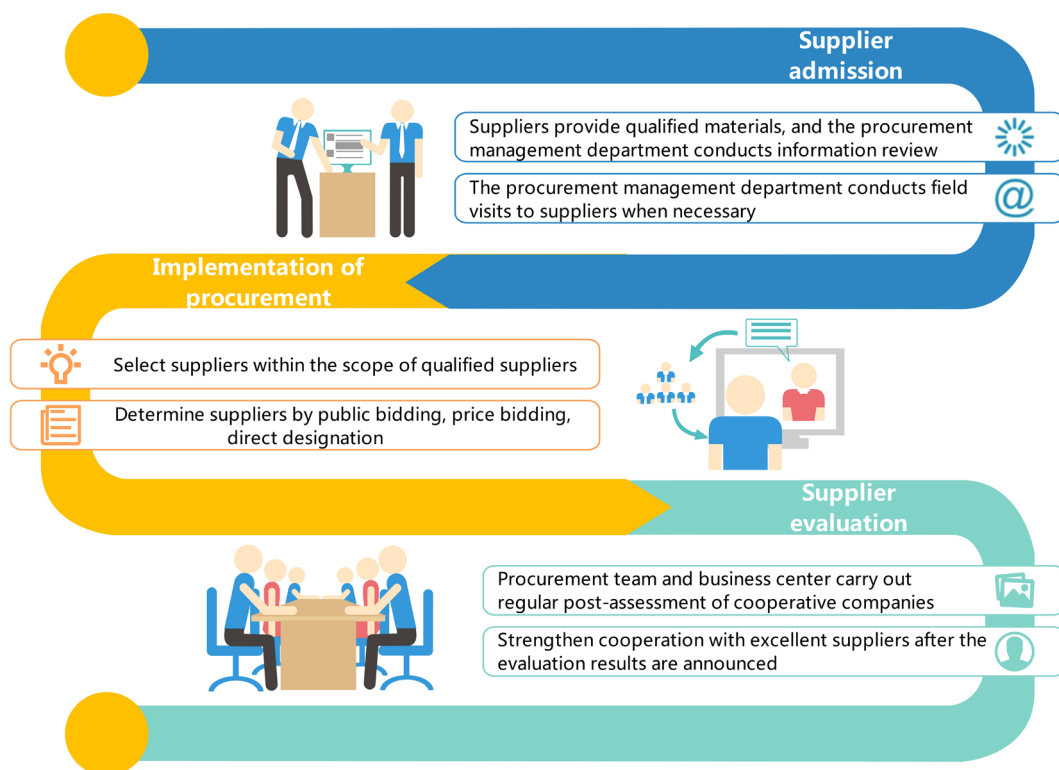 Supplier
admission
Suppliers provide qualified materials, and the procurement
management department conducts information review
The procurement management department conducts field
visits to suppliers when necessary
Implementation of
procurement
Select suppliers within the scope of qualified suppliers
Determine suppliers by public bidding, price bidding,
direct designation
Supplier
evaluation
Procurement team and business center carry out
regular post-assessment of cooperative companies
Strengthen cooperation with excellent suppliers after the
evaluation results are announced